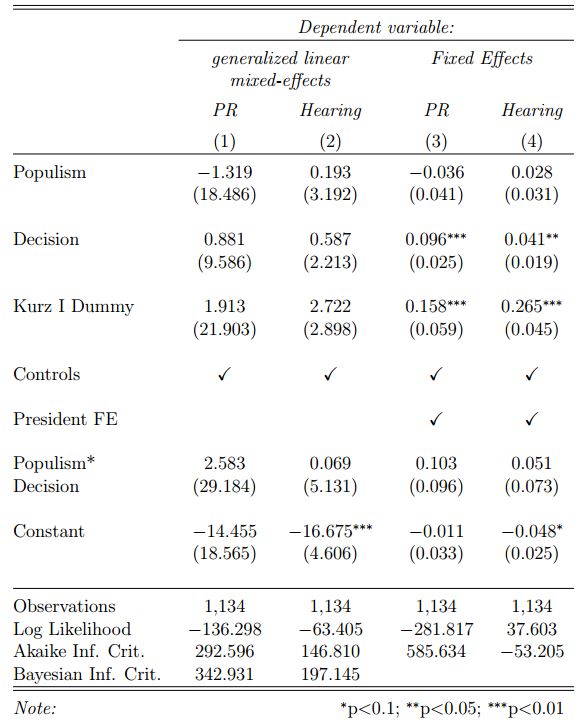 Dependent variable:
generalized linear Fixed Effects
mixed-effects
PR Hearing PR Hearing
(1) (2) (3) (4)
Populism −1.319 0.193 −0.036 0.028
(18.486) (3.192) (0.041) (0.031)
Decision 0.881 0.587 0.096*** 0.041**
(9.586) (2.213) (0.025) (0.019)
Kurz I Dummy 1.913 2.722 0.158*** 0.265***
(21.903) (2.898) (0.059) (0.045)
Controls ✓ ✓ ✓ ✓
President FE ✓ ✓
Populism* 2.583 0.069 0.103 0.051
Decision (29.184) (5.131) (0.096) (0.073)
Constant −14.455 −16.675*** −0.011 −0.048*
(18.565) (4.606) (0.033) (0.025)
Observations 1,134 1,134 1,134 1,134
Log Likelihood −136.298 −63.405 −281.817 37.603
Akaike Inf. Crit. 292.596 146.810 585.634 −53.205
Bayesian Inf. Crit. 342.931 197.145
Note: *p<0.1; **p<0.05; ***p<0.01